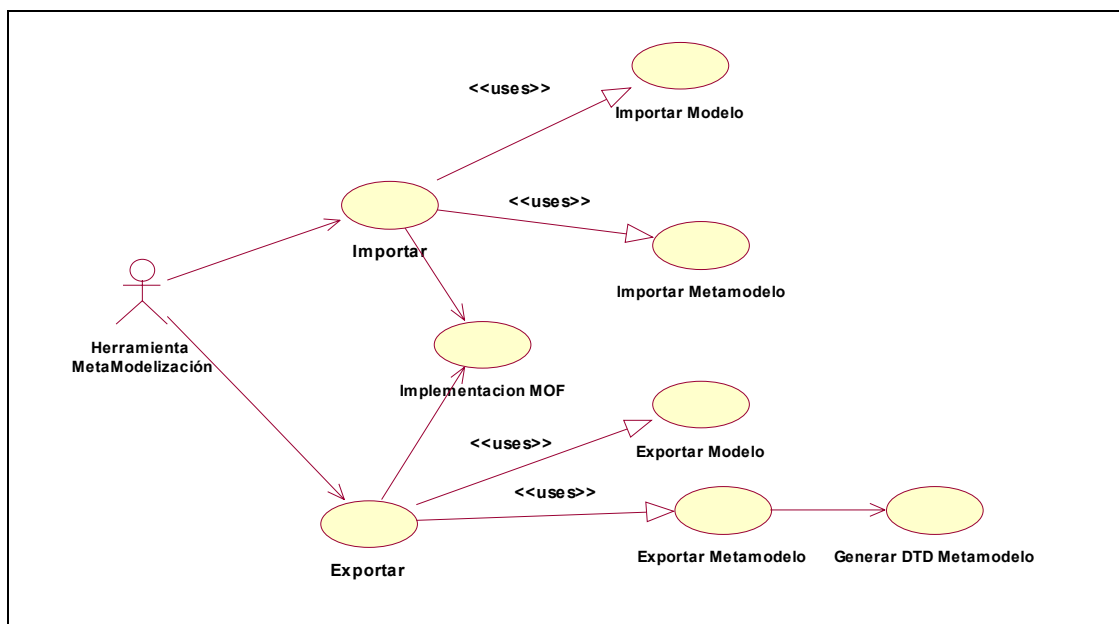 <<uses>>
Importar Modelo
<<uses>>
Importar
Importar Metamodelo
Herramienta
MetaModelización
Implementacion MOF
<<uses>>
Exportar Modelo
<<uses>>
Exportar Metamodelo
Generar DTD Metamodelo
Exportar